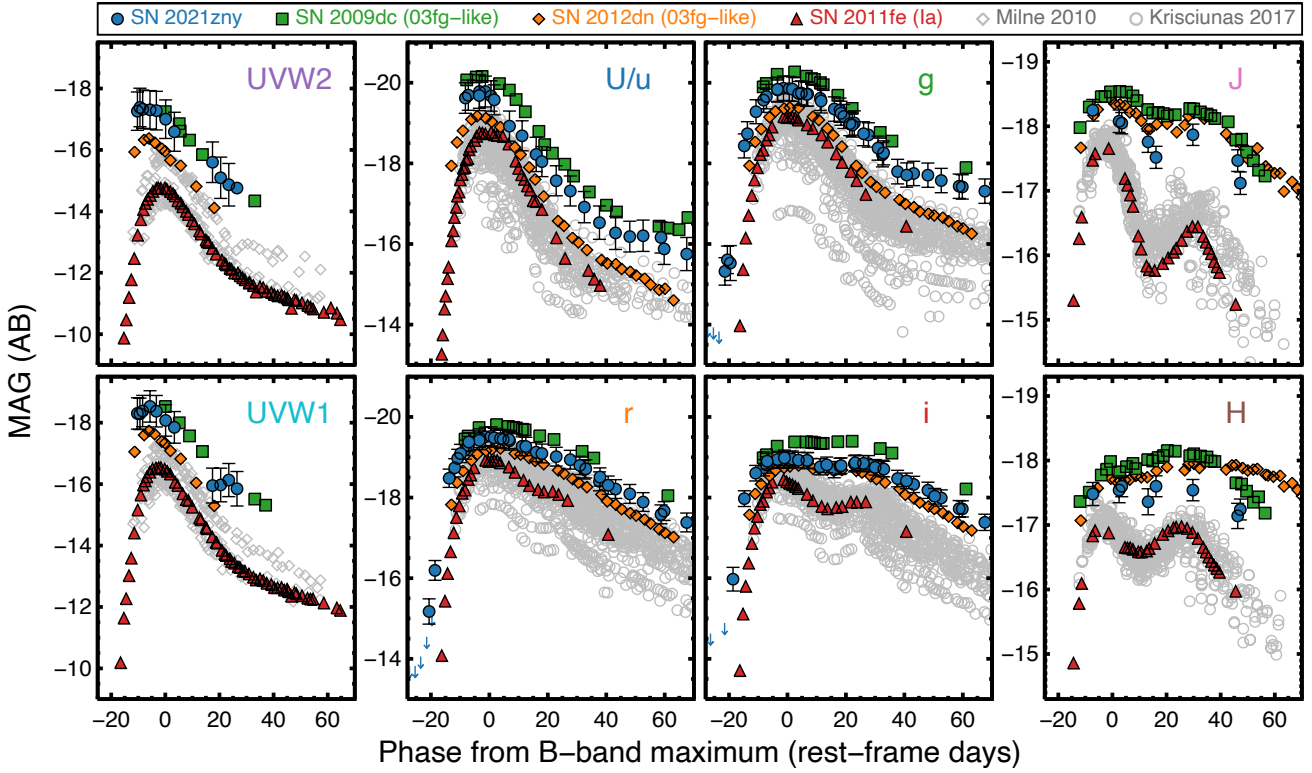 SN 2021zny SN 2009dc (03fg-like) SN 2012dn (03fg-like) SN 2011fe (Ia) Milne 2010 Krisciunas 2017
UVW2 U/u g J
−18 −16 −14 −12 −10
−20 −18 −16 −14
−19 −18 −17 −16 −15
MAG (AB)
UVW1 r i H
−18 −16 −14 −12 −10
−20 −18 −16 −14
−19 −18 −17 −16 −15
−20 0 20 40 60 −20 0 20 40 60 −20 0 20 40 60 −20 0 20 40 60
Phase from B−band maximum (rest−frame days)